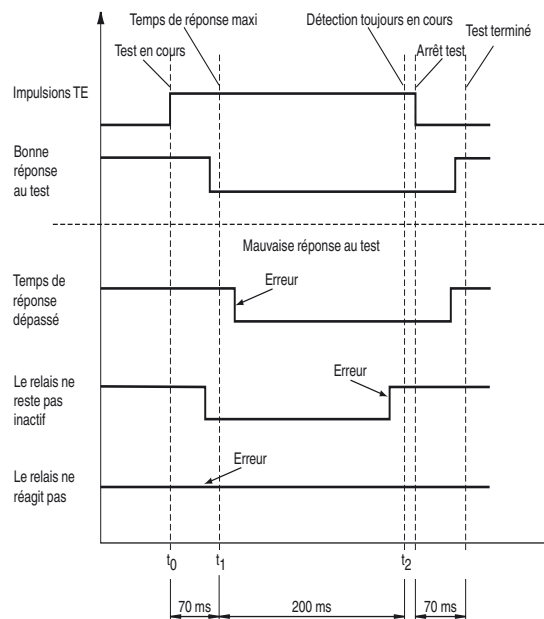 Temps de réponse maxi
Détection toujours en cours
Test terminé
Test en cours
Arrêt test
Impulsions TE
Bonne
réponse
au test
Mauvaise réponse au test
Temps de
réponse
dépassé
Erreur
Le relais ne
reste pas
inactif
Erreur
Le relais ne
réagit pas
Erreur
t0
t1
t2
70 ms
200 ms
70 ms